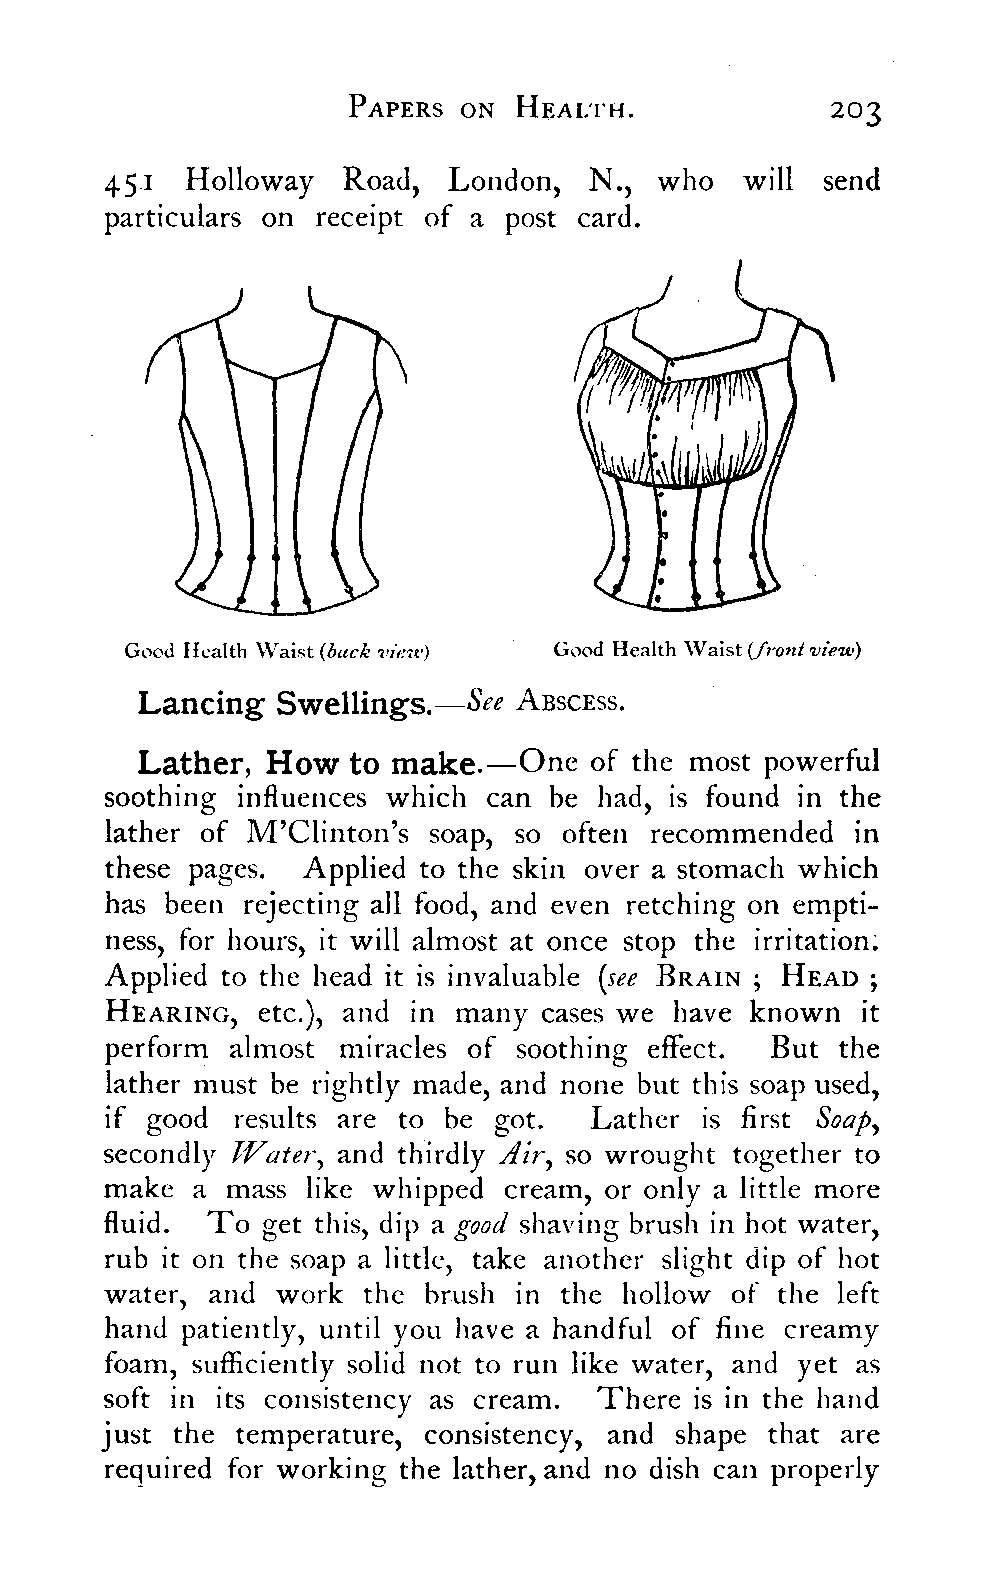 PAPERS ON HEALTH. 203
451 Holloway Road, London, N., who will send
particulars on receipt of a post card.
Good Health Waist (back view) Good Health Waist (front view)
Lancing Swellings.—See ABSCESS.
Lather, How to make.—One of the most powerful
soothing influences which can be had, is found in the
lather of M'Clinton's soap, so often recommended in
these pages. Applied to the skin over a stomach which
has been rejecting all food, and even retching on empti-
ness, for hours, it will almost at once stop the irritation.
Applied to the head it is invaluable (see BRAIN ; HEAD ;
HEARING, etc.), and in many cases we have known it
perform almost miracles of soothing effect. But the
lather must be rightly made, and none but this soap used,
if good results are to be got. Lather is first Soap,
secondly Water, and thirdly Air, so wrought together to
make a mass like whipped cream, or only a little more
fluid. To get this, dip a good shaving brush in hot water,
rub it on the soap a little, take another slight dip of hot
water, and work the brush in the hollow of the left
hand patiently, until you have a handful of fine creamy
foam, sufficiently solid not to run like water, and yet as
soft in its consistency as cream. There is in the hand
just the temperature, consistency, and shape that are
required for working the lather, and no dish can properly